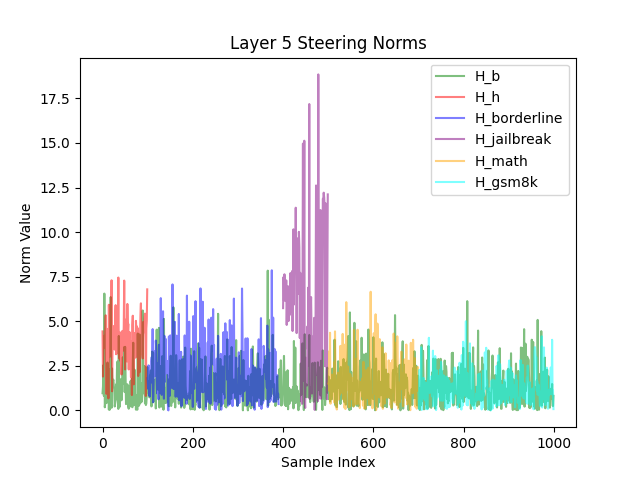 Layer 5 Steering Norms
H_b
H_h
H_borderline
H_jailbreak
H_math
H_gsm8k
Norm Value
17.5
15.0
12.5
10.0
7.5
5.0
2.5
0.0
0
200
400
600
800
1000
Sample Index